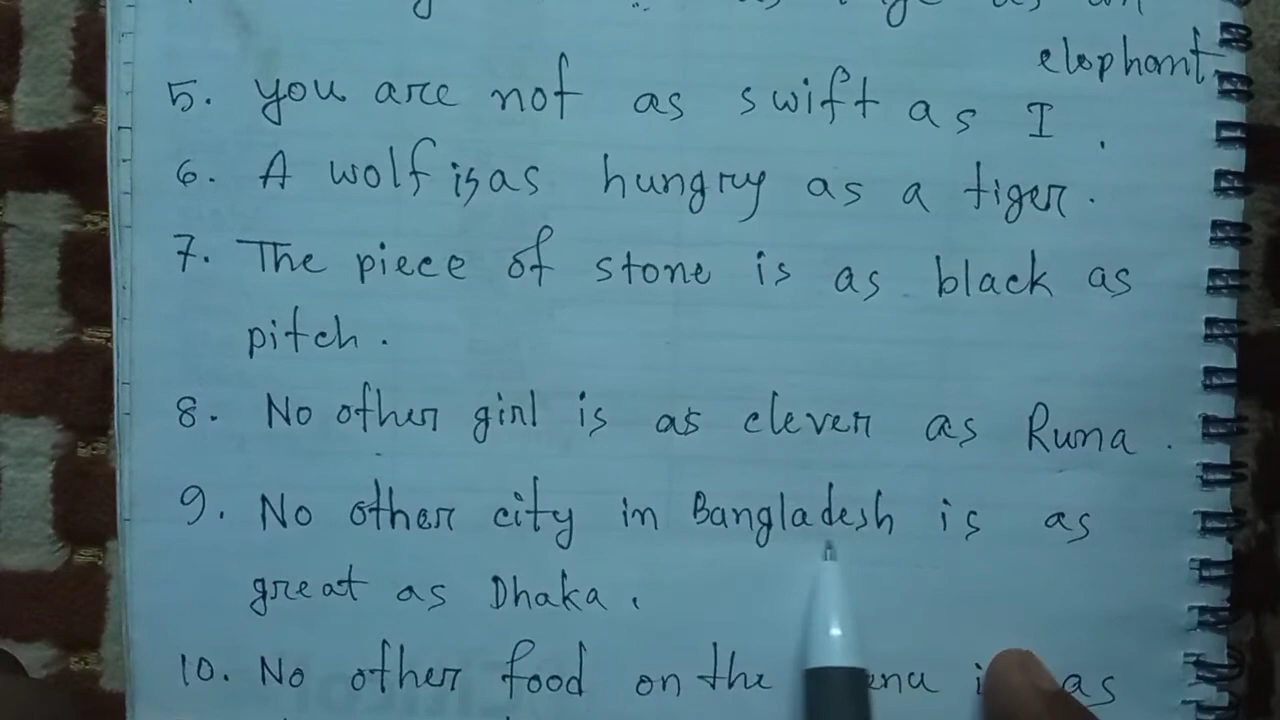 as an
elephant
5. you are not as swift as I.
6. A wolf is as hungry as a tiger.
7. The piece of stone is as black as
pitch.
8. No other girl is as clever as Runa.
9. No other city in Bangladesh is as
great as Dhaka.
10. No other food on the as